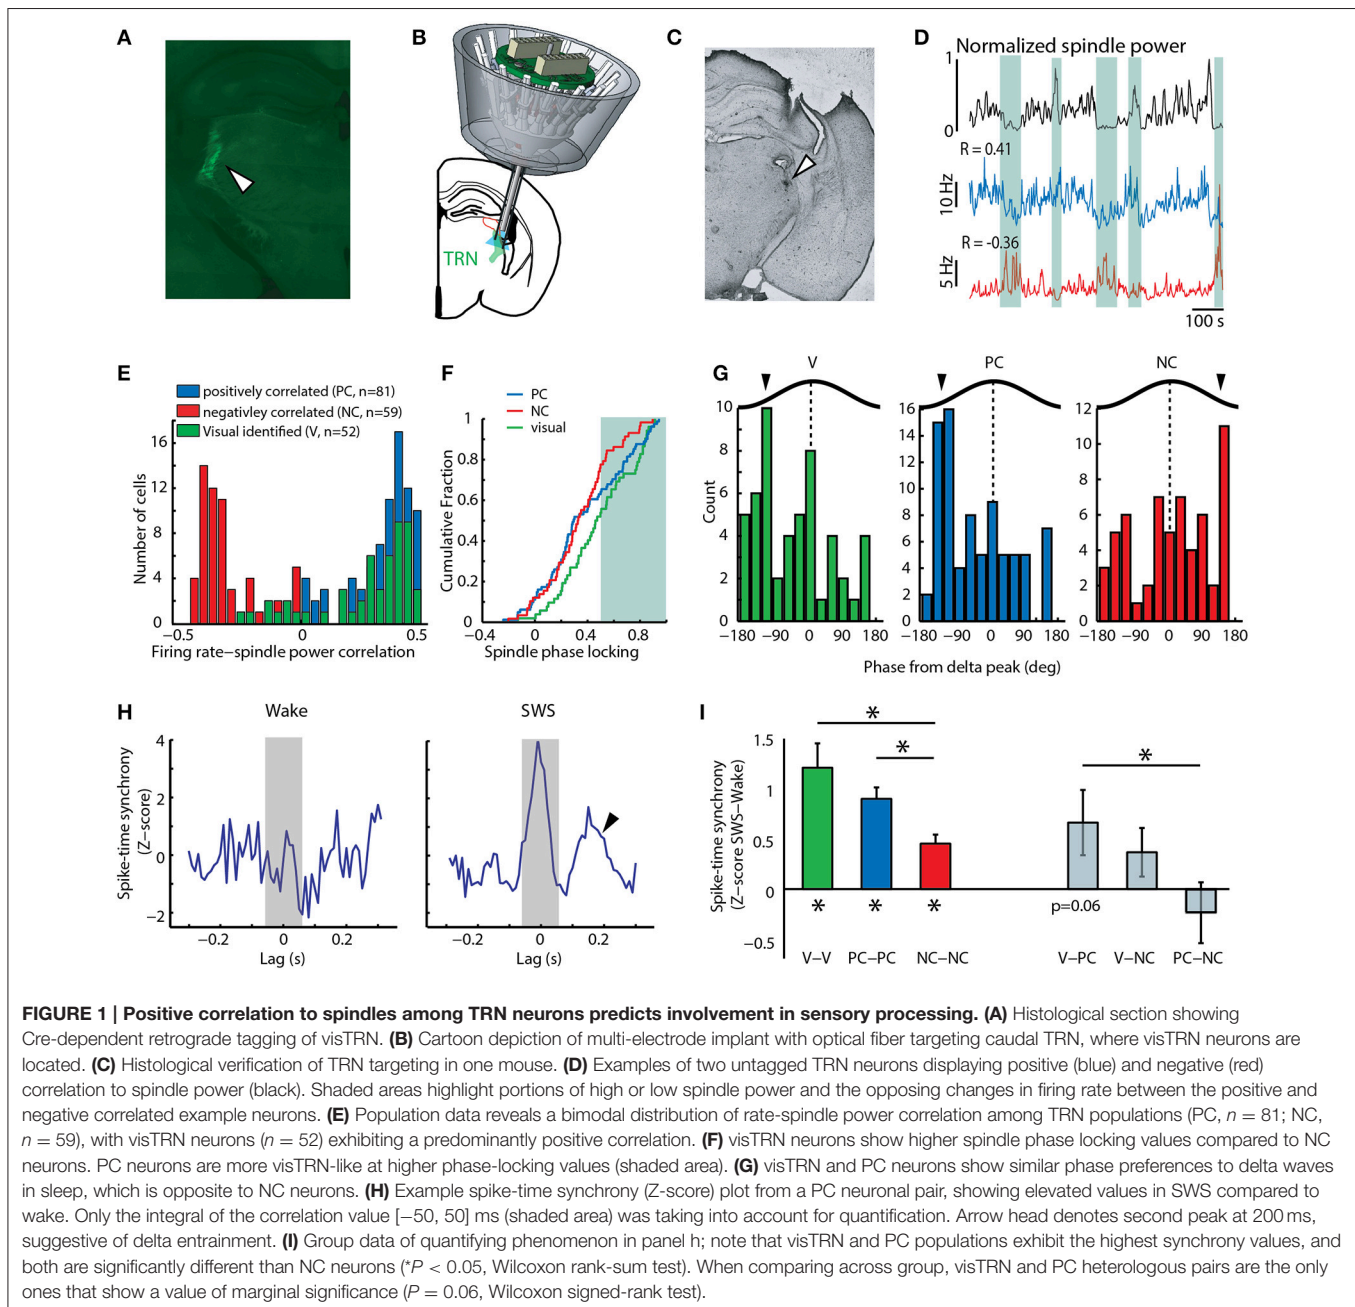 A
B
C
D
Normalized spindle power
1
0
R = 0.41
10 Hz
R = -0.36
5 Hz
100 s
TRN
E
positively correlated (PC, n=81)
negativley correlated (NC, n=59)
Visual identified (V, n=52)
Number of cells
16
12
8
4
0
−0.5
0
0.5
Firing rate−spindle power correlation
F
PC
NC
visual
Cumulative Fraction
1
0.8
0.6
0.4
0.2
0
−0.4
0
0.4
0.8
Spindle phase locking
G
V
PC
NC
Count
10
8
6
4
2
0
−180
−90
0
90
180
16
14
12
10
8
6
4
2
0
−180
−90
0
90
180
12
10
8
6
4
2
0
−180
−90
0
90
180
Phase from delta peak (deg)
H
Wake
SWS
Spike-time synchrony
(Z−score)
4
2
0
−2
−0.2
0
0.2
Lag (s)
−0.2
0
0.2
Lag (s)
I
Spike-time synchrony
(Z−score SWS−Wake)
1.5
1
0.5
0
−0.5
*
*
*
*
*
*
p=0.06
V−V
PC−PC
NC−NC
V−PC
V−NC
PC−NC
FIGURE 1 | Positive correlation to spindles among TRN neurons predicts involvement in sensory processing. (A) Histological section showing
Cre-dependent retrograde tagging of visTRN. (B) Cartoon depiction of multi-electrode implant with optical fiber targeting caudal TRN, where visTRN neurons are
located. (C) Histological verification of TRN targeting in one mouse. (D) Examples of two untagged TRN neurons displaying positive (blue) and negative (red)
correlation to spindle power (black). Shaded areas highlight portions of high or low spindle power and the opposing changes in firing rate between the positive and
negative correlated example neurons. (E) Population data reveals a bimodal distribution of rate-spindle power correlation among TRN populations (PC, n = 81; NC,
n = 59), with visTRN neurons (n = 52) exhibiting a predominantly positive correlation. (F) visTRN neurons show higher spindle phase locking values compared to NC
neurons. PC neurons are more visTRN-like at higher phase-locking values (shaded area). (G) visTRN and PC neurons show similar phase preferences to delta waves
in sleep, which is opposite to NC neurons. (H) Example spike-time synchrony (Z-score) plot from a PC neuronal pair, showing elevated values in SWS compared to
wake. Only the integral of the correlation value [−50, 50] ms (shaded area) was taking into account for quantification. Arrow head denotes second peak at 200 ms,
suggestive of delta entrainment. (I) Group data of quantifying phenomenon in panel h; note that visTRN and PC populations exhibit the highest synchrony values, and
both are significantly different than NC neurons (*P < 0.05, Wilcoxon rank-sum test). When comparing across group, visTRN and PC heterologous pairs are the only
ones that show a value of marginal significance (P = 0.06, Wilcoxon signed-rank test).